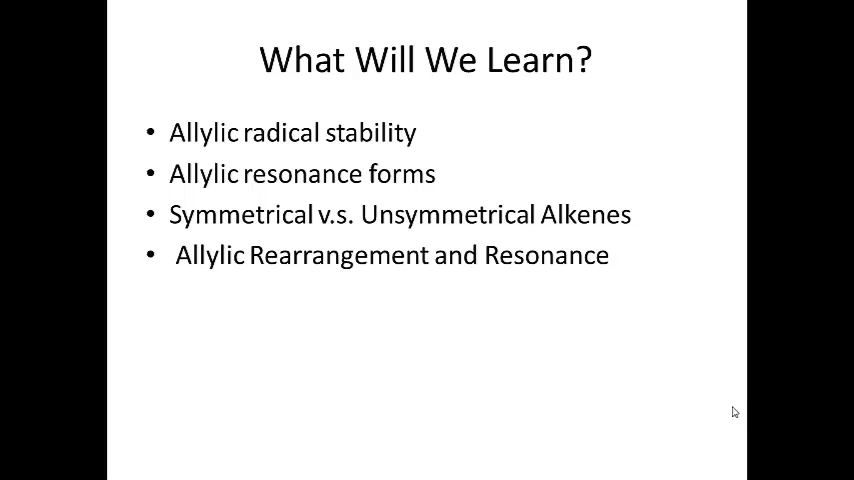 What Will We Learn?
• Allylic radical stability
• Allylic resonance forms
• Symmetrical v.s. Unsymmetrical Alkenes
• Allylic Rearrangement and Resonance